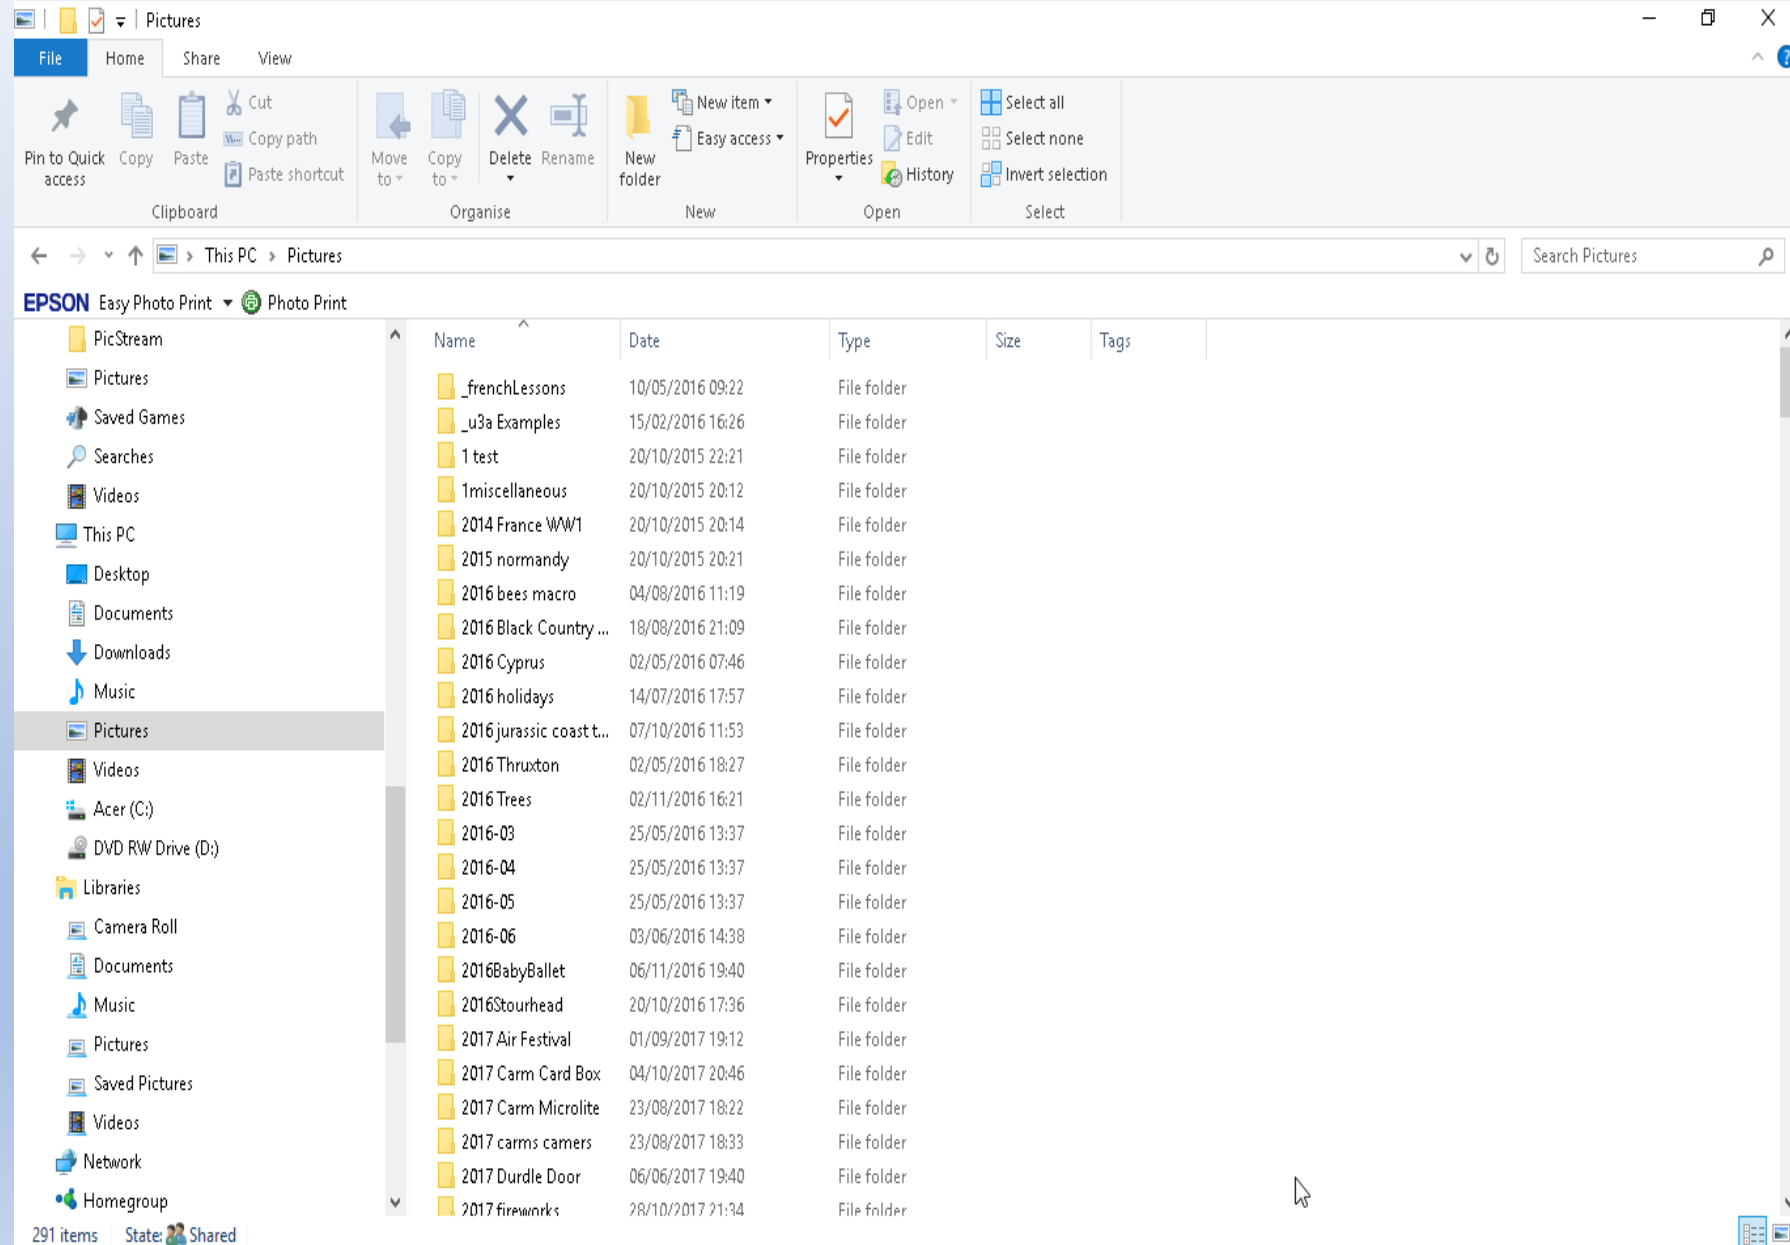 Pictures
File Home Share View
Pin to Quick access
Copy
Paste
Cut
Copy path
Paste shortcut
Clipboard
Move to
Copy to
Delete
Rename
Organise
New folder
New item
Easy access
New
Properties
Open
Edit
History
Open
Select all
Select none
Invert selection
Select
This PC > Pictures
Search Pictures
EPSON Easy Photo Print Photo Print
PicStream
Pictures
Saved Games
Searches
Videos
This PC
Desktop
Documents
Downloads
Music
Pictures
Videos
Acer (C:)
DVD RW Drive (D:)
Libraries
Camera Roll
Documents
Music
Pictures
Saved Pictures
Videos
Network
Homegroup
Name Date Type Size Tags
_frenchLessons 10/05/2016 09:22 File folder
_u3a Examples 15/02/2016 16:26 File folder
1 test 20/10/2015 22:21 File folder
1miscellaneous 20/10/2015 20:12 File folder
2014 France WW1 20/10/2015 20:14 File folder
2015 normandy 20/10/2015 20:21 File folder
2016 bees macro 04/08/2016 11:19 File folder
2016 Black Country ... 18/08/2016 21:09 File folder
2016 Cyprus 02/05/2016 07:46 File folder
2016 holidays 14/07/2016 17:57 File folder
2016 jurassic coast t... 07/10/2016 11:53 File folder
2016 Thruxton 02/05/2016 18:27 File folder
2016 Trees 02/11/2016 16:21 File folder
2016-03 25/05/2016 13:37 File folder
2016-04 25/05/2016 13:37 File folder
2016-05 25/05/2016 13:37 File folder
2016-06 03/06/2016 14:38 File folder
2016BabyBallet 06/11/2016 19:40 File folder
2016Stourhead 20/10/2016 17:36 File folder
2017 Air Festival 01/09/2017 19:12 File folder
2017 Carm Card Box 04/10/2017 20:46 File folder
2017 Carm Microlite 23/08/2017 18:22 File folder
2017 carms camers 23/08/2017 18:33 File folder
2017 Durdle Door 06/06/2017 19:40 File folder
2017 fireworks 28/10/2017 21:34 File folder
291 items State: Shared